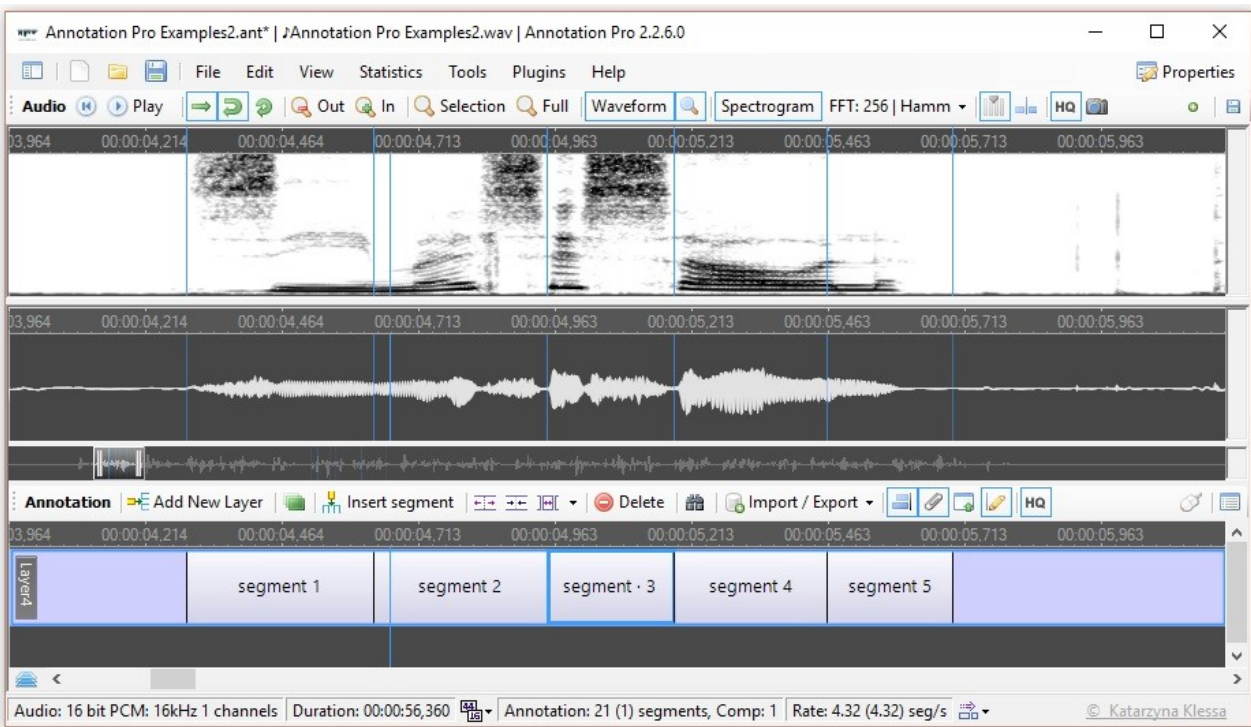 Annotation Pro Examples2.ant* | ♪Annotation Pro Examples2.wav | Annotation Pro 2.2.6.0
File Edit View Statistics Tools Plugins Help Properties
Audio Play Out In Selection Full Waveform Spectrogram FFT: 256 | Hamm HQ
03,964 00:00:04,214 00:00:04,464 00:00:04,713 00:00:04,963 00:00:05,213 00:00:05,463 00:00:05,713 00:00:05,963
03,964 00:00:04,214 00:00:04,464 00:00:04,713 00:00:04,963 00:00:05,213 00:00:05,463 00:00:05,713 00:00:05,963
Annotation Add New Layer Insert segment Delete Import / Export HQ
03,964 00:00:04,214 00:00:04,464 00:00:04,713 00:00:04,963 00:00:05,213 00:00:05,463 00:00:05,713 00:00:05,963
Layer4 segment 1 segment 2 segment · 3 segment 4 segment 5
Audio: 16 bit PCM: 16kHz 1 channels Duration: 00:00:56,360 44 16 Annotation: 21 (1) segments, Comp: 1 Rate: 4.32 (4.32) seg/s © Katarzyna Klessa